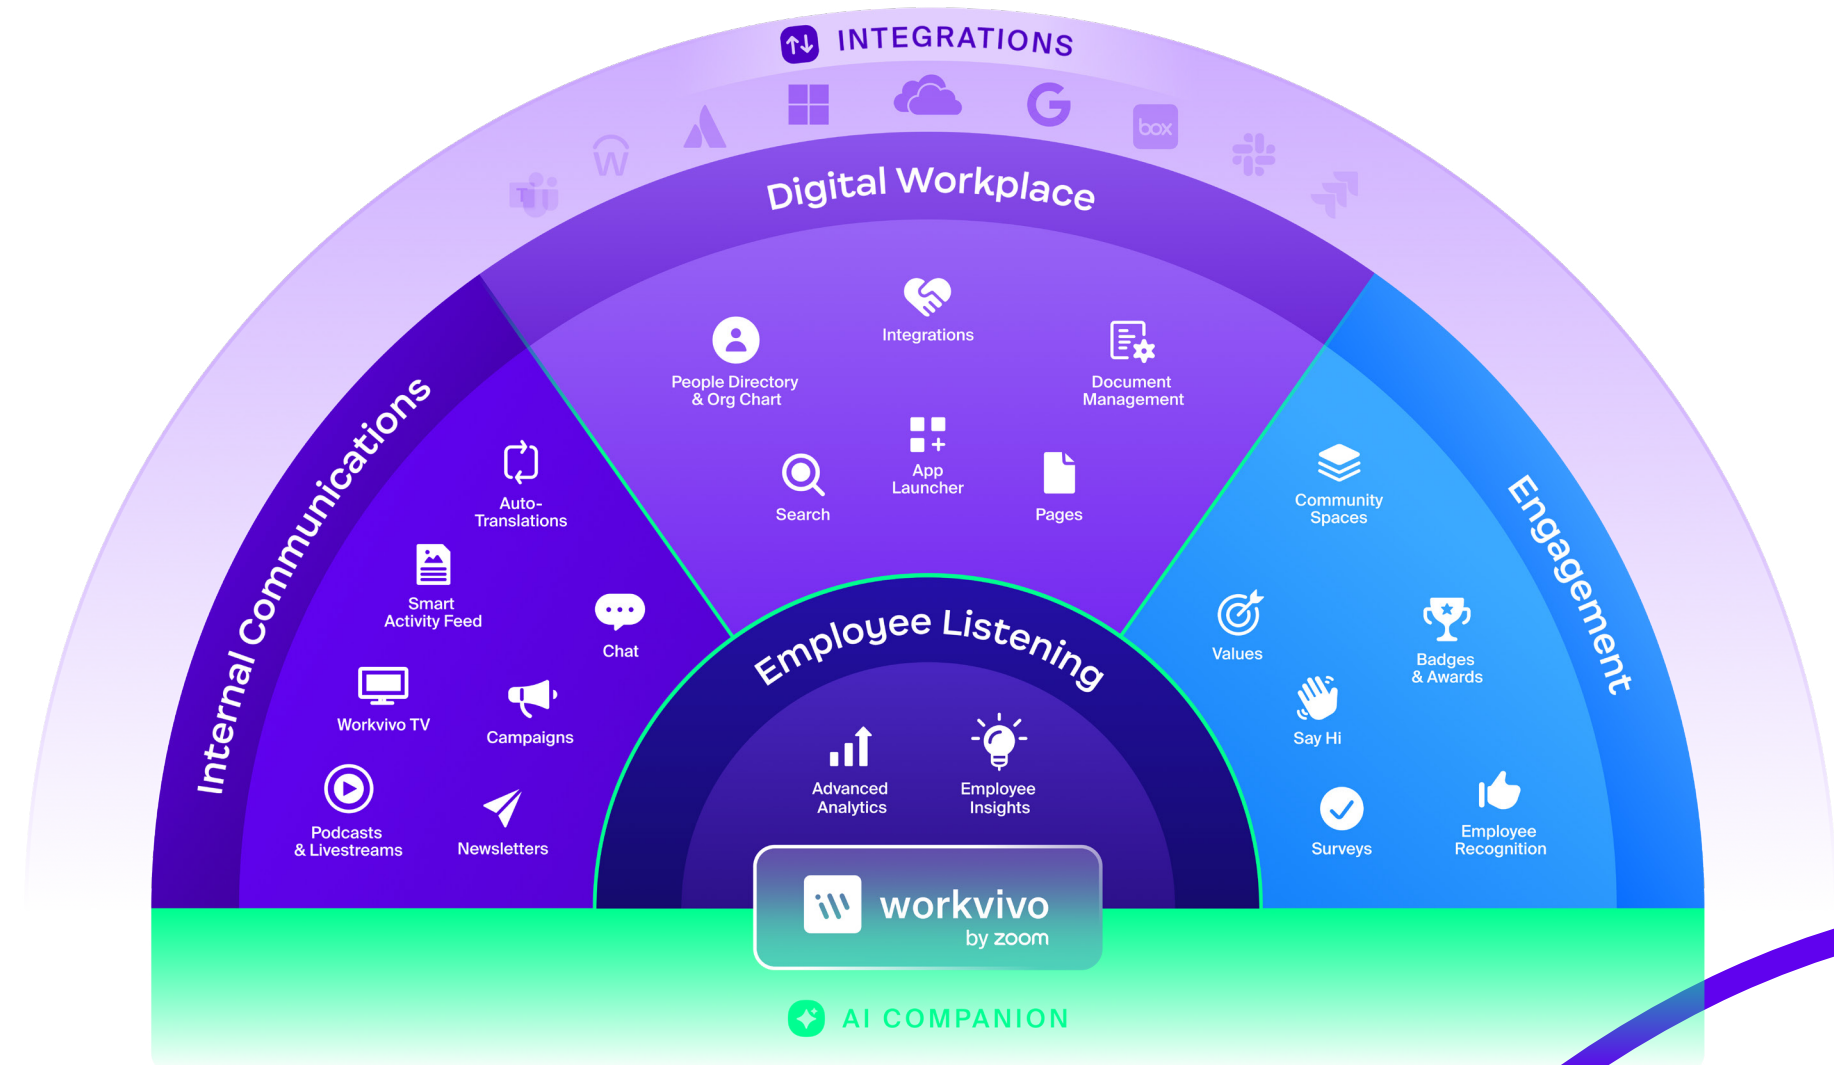 INTEGRATIONS
box
Digital Workplace
Integrations
People Directory
& Org Chart
Document
Management
App
Launcher
Search
Pages
Internal Communications
Auto-
Translations
Smart
Activity Feed
Chat
Workvivo TV
Campaigns
Podcasts
& Livestreams
Newsletters
Engagement
Community
Spaces
Values
Badges
& Awards
Say Hi
Surveys
Employee
Recognition
Employee Listening
Advanced
Analytics
Employee
Insights
workvivo
by zoom
AI COMPANION